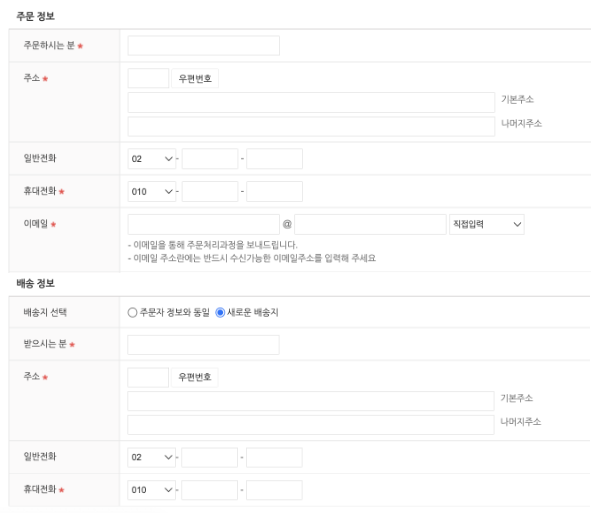 주문 정보
주문하시는 분 *
주소 * 우편번호
기본주소
나머지주소
일반전화 02 - -
휴대전화 * 010 - -
이메일 * @ 직접입력
- 이메일을 통해 주문처리과정을 보내드립니다.
- 이메일 주소란에는 반드시 수신가능한 이메일주소를 입력해 주세요
배송 정보
배송지 선택 주문자 정보와 동일 새로운 배송지
받으시는 분 *
주소 * 우편번호
기본주소
나머지주소
일반전화 02 - -
휴대전화 * 010 - -